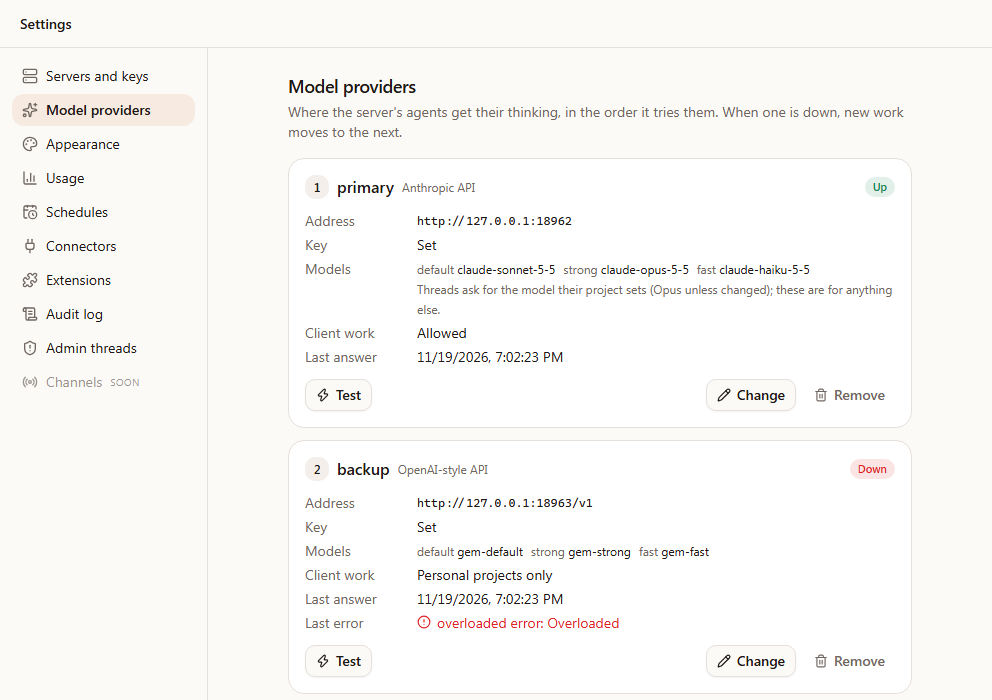 Settings
Servers and keys
Model providers
Appearance
Usage
Schedules
Connectors
Extensions
Audit log
Admin threads
Channels SOON
Model providers
Where the server's agents get their thinking, in the order it tries them. When one is down, new work
moves to the next.
1 primary Anthropic API Up
Address http://127.0.0.1:18962
Key Set
Models default claude-sonnet-5-5 strong claude-opus-5-5 fast claude-haiku-5-5
Threads ask for the model their project sets (Opus unless changed); these are for anything
else.
Client work Allowed
Last answer 11/19/2026, 7:02:23 PM
Test Change Remove
2 backup OpenAI-style API Down
Address http://127.0.0.1:18963/v1
Key Set
Models default gem-default strong gem-strong fast gem-fast
Client work Personal projects only
Last answer 11/19/2026, 7:02:23 PM
Last error overloaded error: Overloaded
Test Change Remove